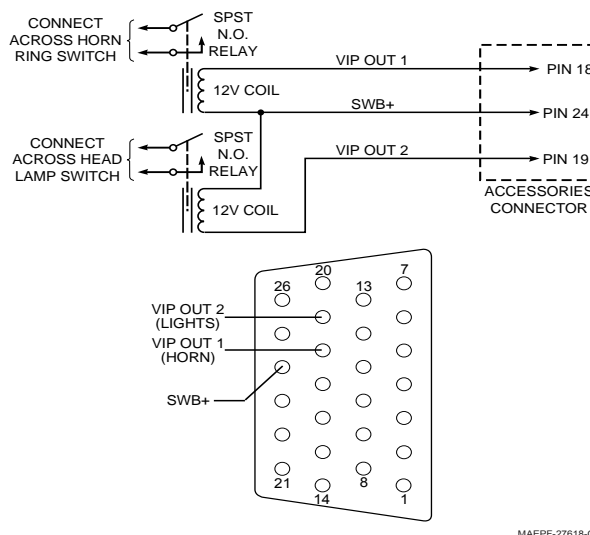 CONNECT
ACROSS HORN
RING SWITCH
SPST
N.O.
RELAY
12V COIL
VIP OUT 1
PIN 18
SWB+
PIN 24
CONNECT
ACROSS HEAD
LAMP SWITCH
SPST
N.O.
RELAY
12V COIL
VIP OUT 2
PIN 19
ACCESSORIES
CONNECTOR
20
7
26
13
VIP OUT 2
(LIGHTS)
VIP OUT 1
(HORN)
SWB+
21
8
14
1
MAEPF-27618-